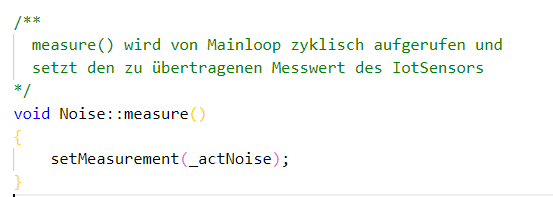 /**
measure() wird von Mainloop zyklisch aufgerufen und
setzt den zu übertragenen Messwert des IotSensors
*/
void Noise::measure()
{
setMeasurement(_actNoise);
}